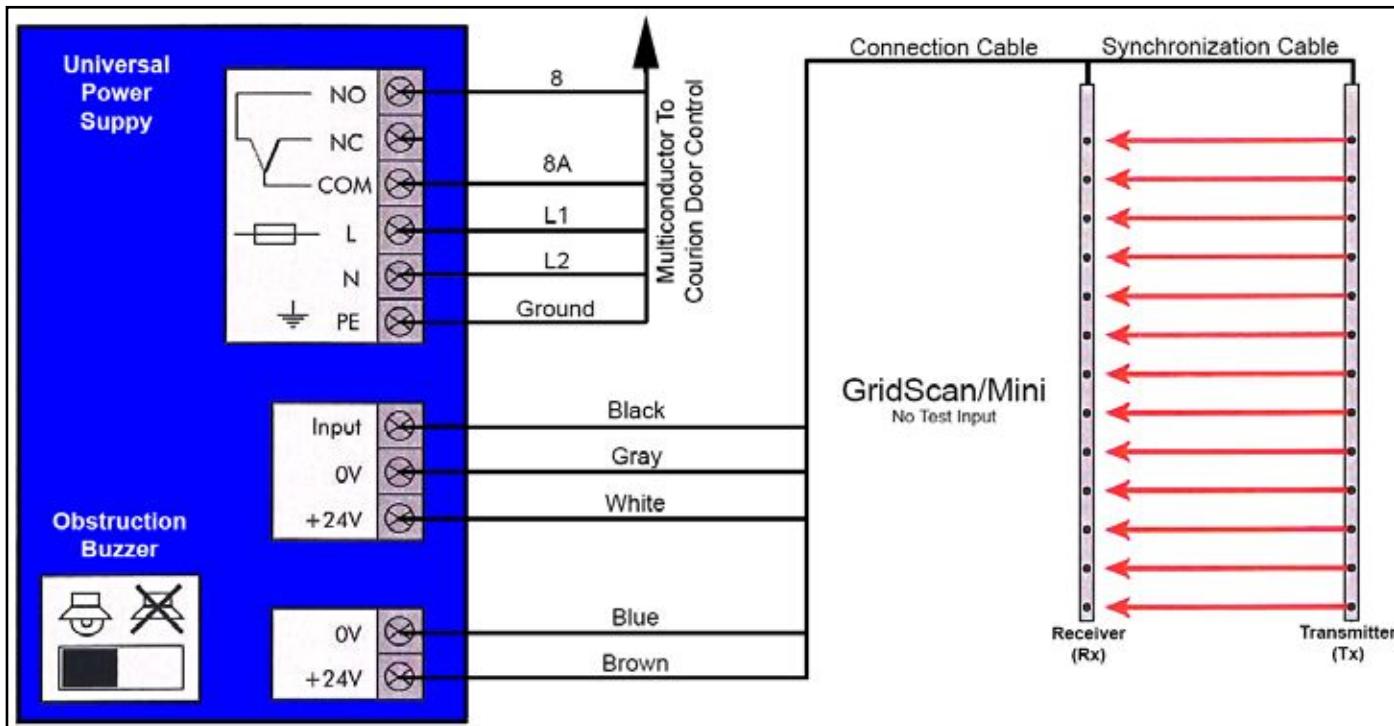 Universal
Power
Suppy
NO
NC
COM
L
N
PE
8
8A
L1
L2
Ground
Multiconductor To
Courion Door Control
Connection Cable
Synchronization Cable
GridScan/Mini
No Test Input
Input
0V
+24V
Black
Gray
White
Obstruction
Buzzer
0V
+24V
Blue
Brown
Receiver
(Rx)
Transmitter
(Tx)